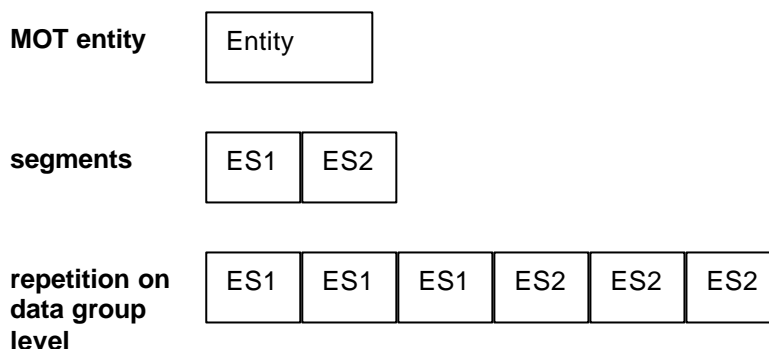 MOT entity
Entity
segments
ES1 ES2
repetition on
data group
level
ES1 ES1 ES1 ES2 ES2 ES2